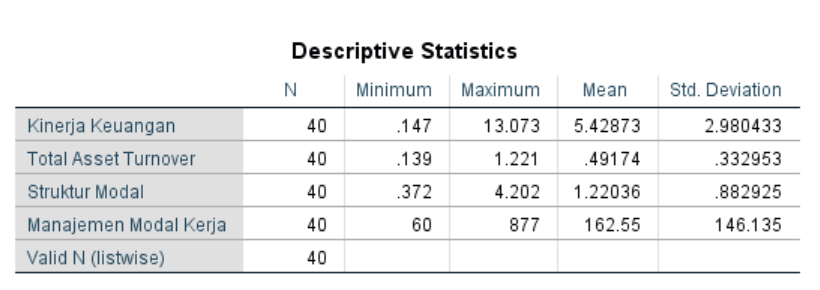 Descriptive Statistics
N Minimum Maximum Mean Std. Deviation
Kinerja Keuangan 40 .147 13.073 5.42873 2.980433
Total Asset Turnover 40 .139 1.221 .49174 .332953
Struktur Modal 40 .372 4.202 1.22036 .882925
Manajemen Modal Kerja 40 60 877 162.55 146.135
Valid N (listwise) 40